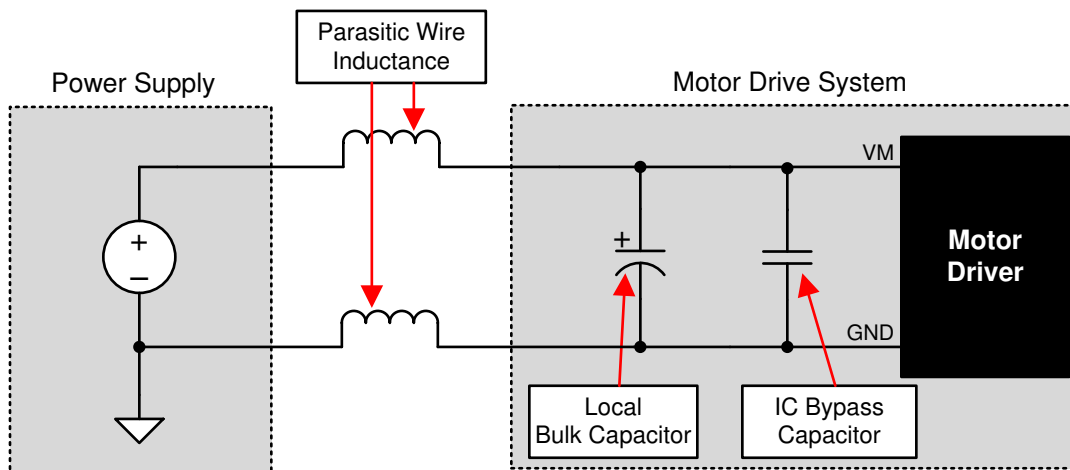 Parasitic Wire
Inductance
Power Supply
Motor Drive System
VM
+
–
+
Motor
Driver
GND
Local
Bulk Capacitor
IC Bypass
Capacitor